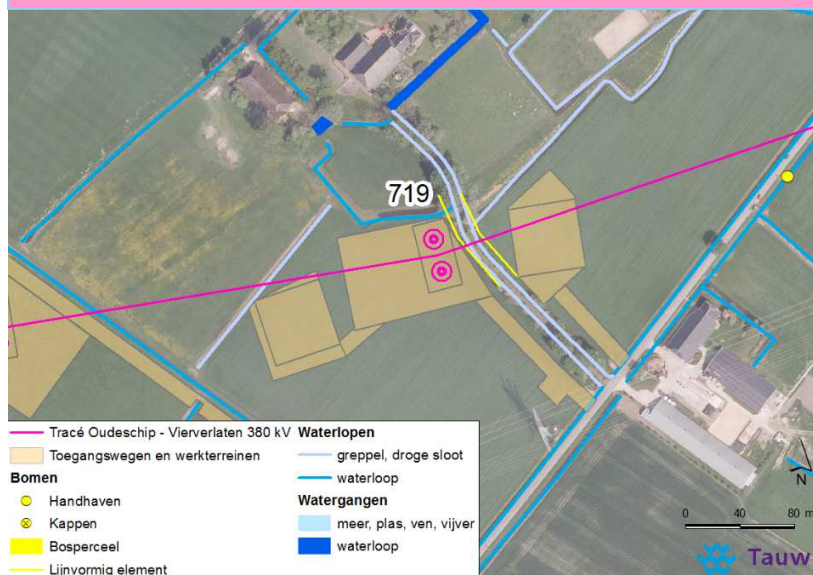 719
Tracé Oudeschip - Vierverlaten 380 kV
Toegangswegen en werkterreinen
Bomen
Handhaven
Kappen
Bosperceel
Lijnvormig element
Waterlopen
greppel, droge sloot
waterloop
Watergangen
meer, plas, ven, vijver
waterloop
N
0 40 80 m
Tauw